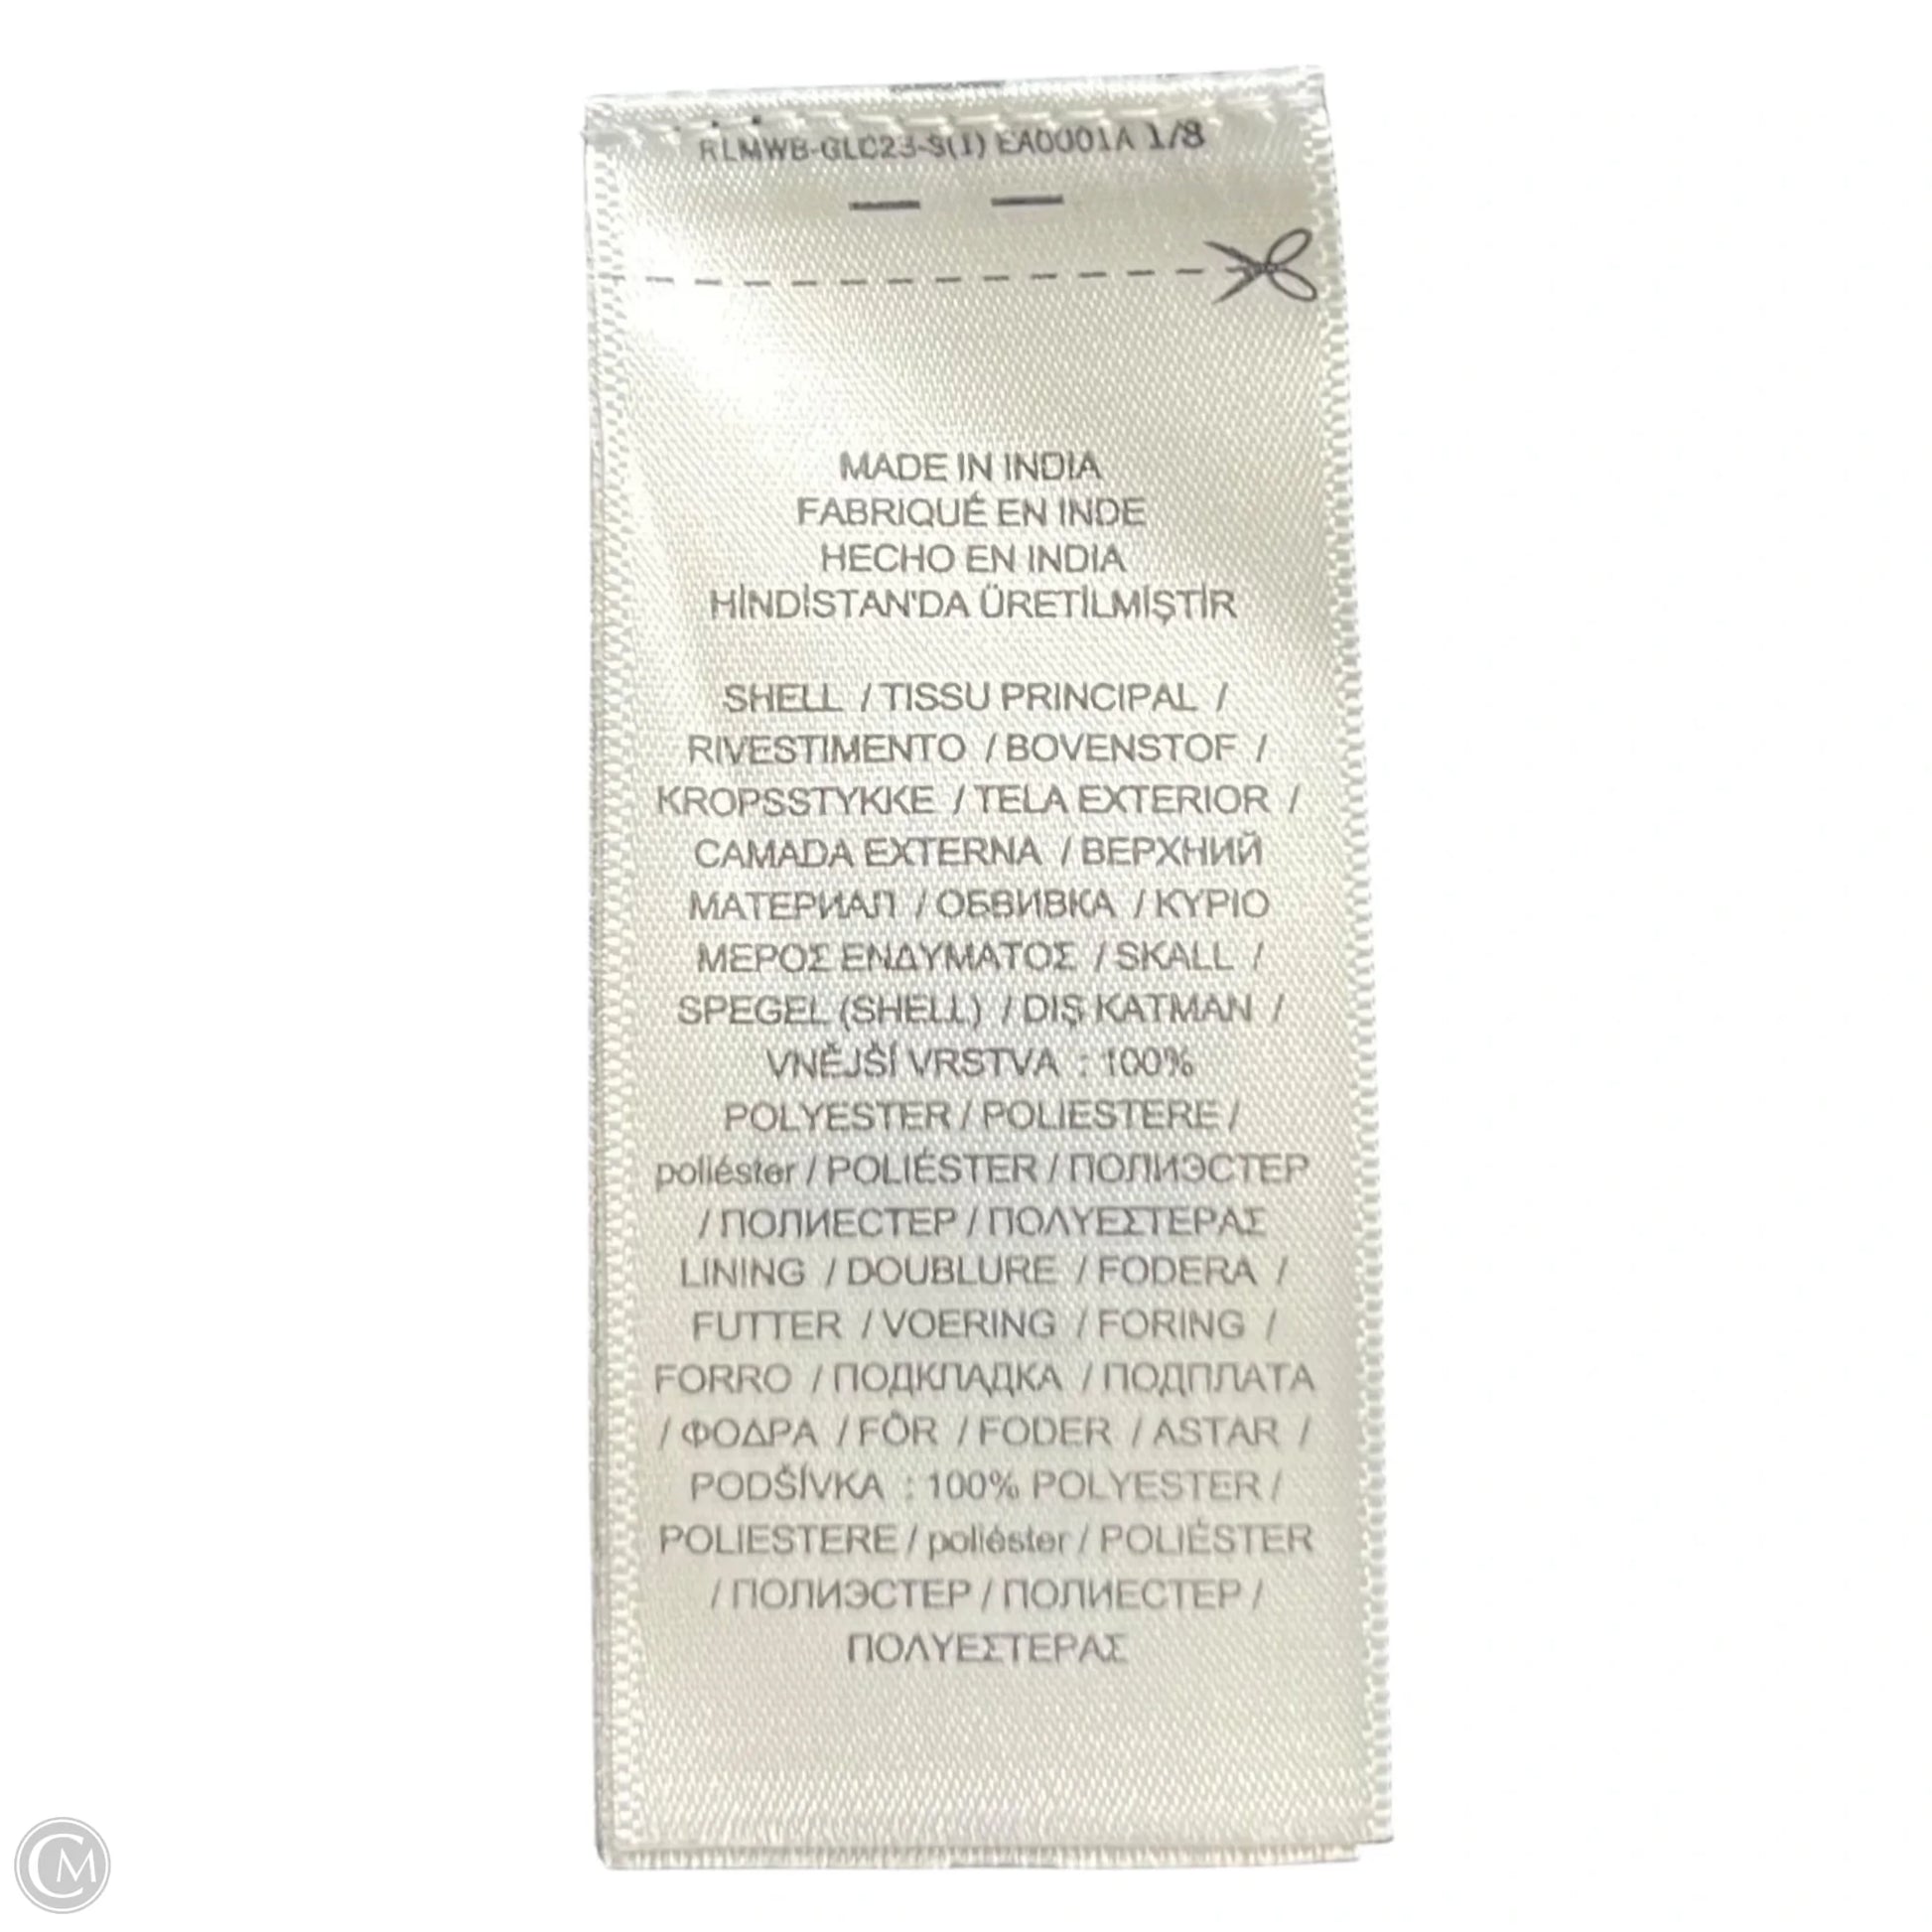 RLMWB-GLC23-S(1) EA0001A 1/8
MADE IN INDIA
FABRIQUÉ EN INDE
HECHO EN INDIA
HİNDİSTAN'DA ÜRETİLMİŞTİR
SHELL / TISSU PRINCIPAL /
RIVESTIMENTO / BOVENSTOF /
KROPSSTYKKE / TELA EXTERIOR /
CAMADA EXTERNA / ВЕРХНИЙ
МАТЕРИАЛ / ОБВИВКА / ΚΥΡΙΟ
ΜΕΡΟΣ ΕΝΔΥΜΑΤΟΣ / SKALL /
SPEGEL (SHELL) / DIŞ KATMAN /
VNĚJŠÍ VRSTVA : 100%
POLYESTER / POLIESTERE /
poliéster / POLIÉSTER / ПОЛИЭСТЕР
/ ПОЛИЕСТЕР / ΠΟΛΥΕΣΤΕΡΑΣ
LINING / DOUBLURE / FODERA /
FUTTER / VOERING / FORING /
FORRO / ПОДКЛАДКА / ПОДПЛАТА
/ ΦΟΔΡΑ / FÔR / FODER / ASTAR /
PODŠÍVKA : 100% POLYESTER /
POLIESTERE / poliéster / POLIÉSTER
/ ПОЛИЭСТЕР / ПОЛИЕСТЕР /
ΠΟΛΥΕΣΤΕΡΑΣ
CM